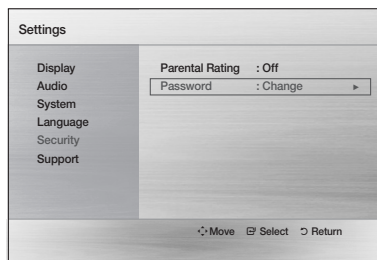 Settings
Display
Audio
System
Language
Security
Support
Parental Rating : Off
Password : Change ►
Move Select Return